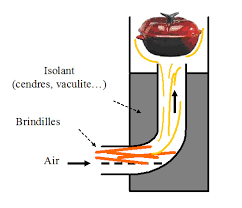 Isolant
(cendres, vaculite...)
Brindilles
Air